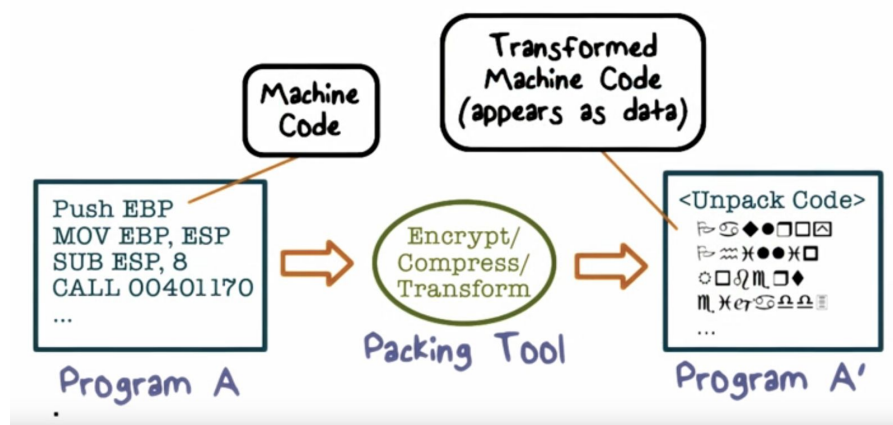 Machine
Code
Transformed
Machine Code
(appears as data)
Push EBP
MOV EBP, ESP
SUB ESP, 8
CALL 00401170
...
Encrypt/
Compress/
Transform
<Unpack Code>
...
Program A
Packing Tool
Program A'